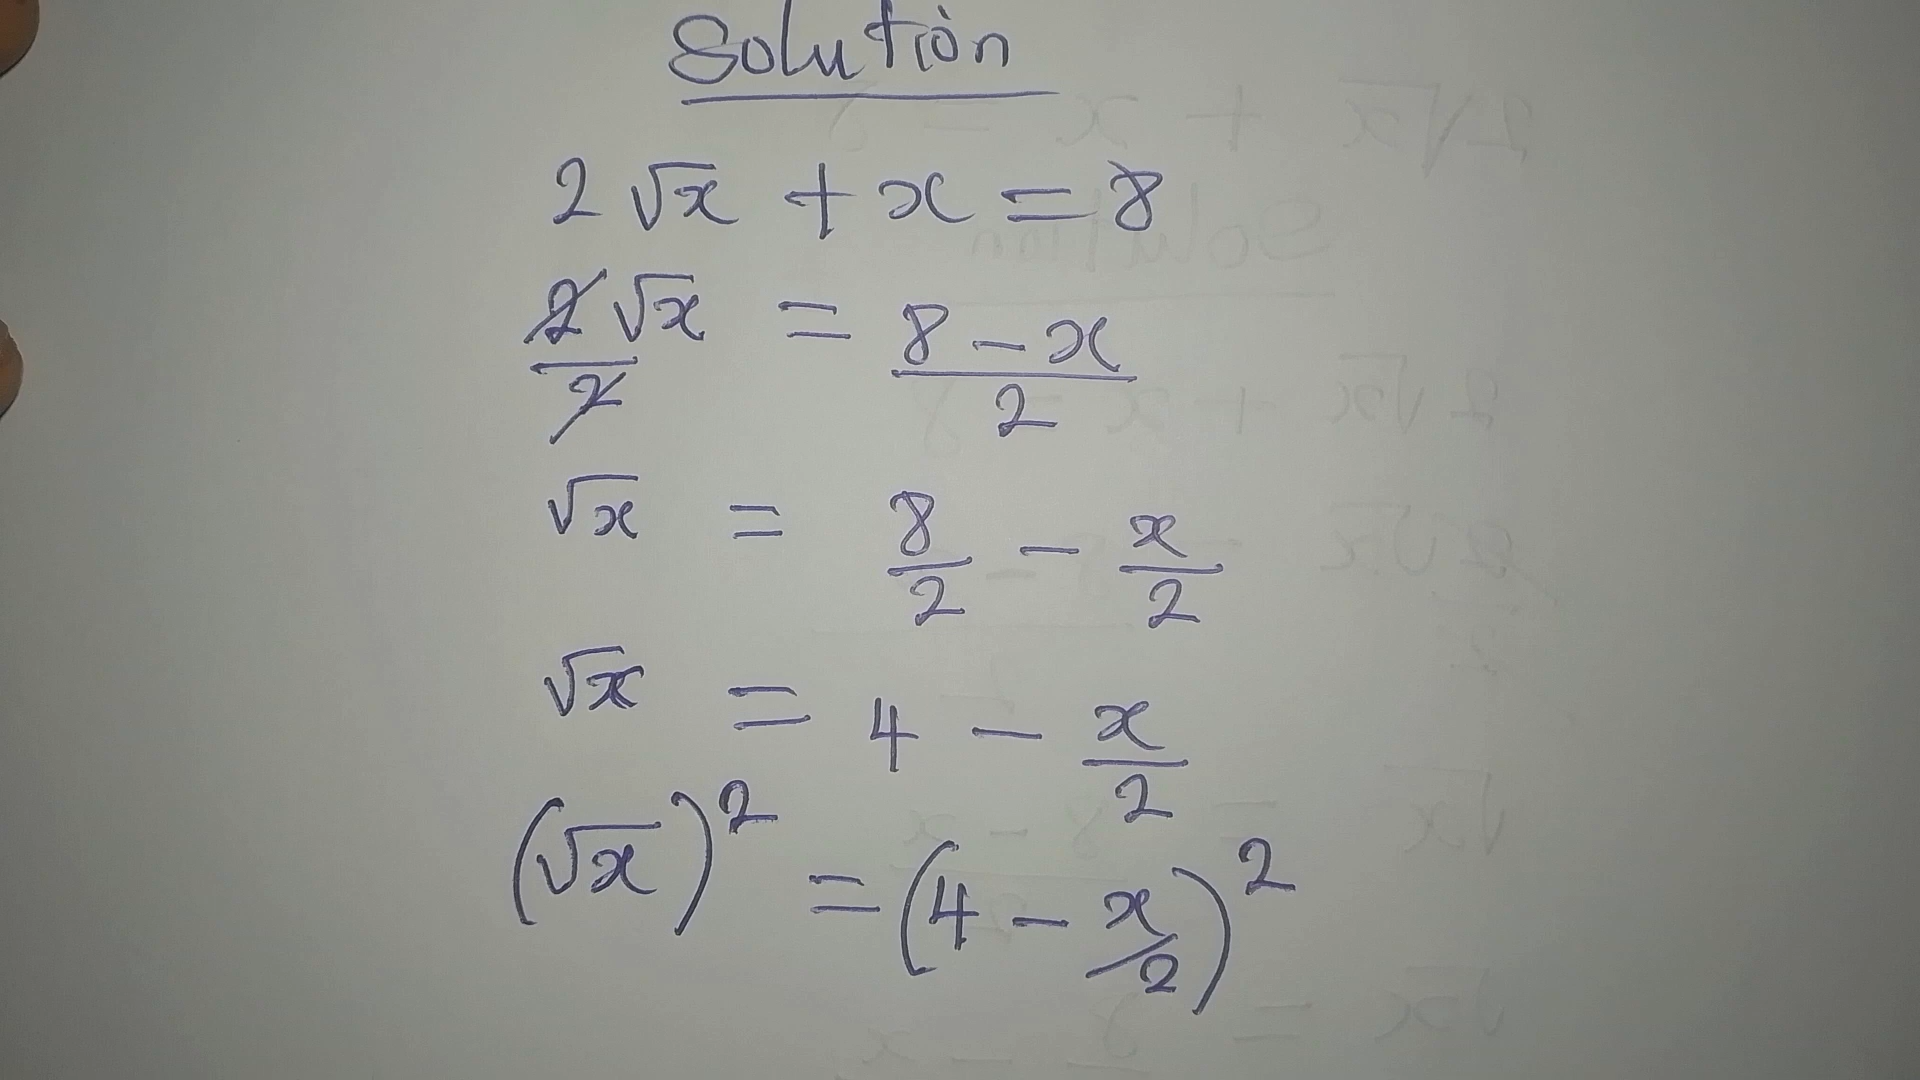 Solution
2√x + x = 8
2√x/2 = (8 - x)/2
√x = 8/2 - x/2
√x = 4 - x/2
(√x)² = (4 - x/2)²